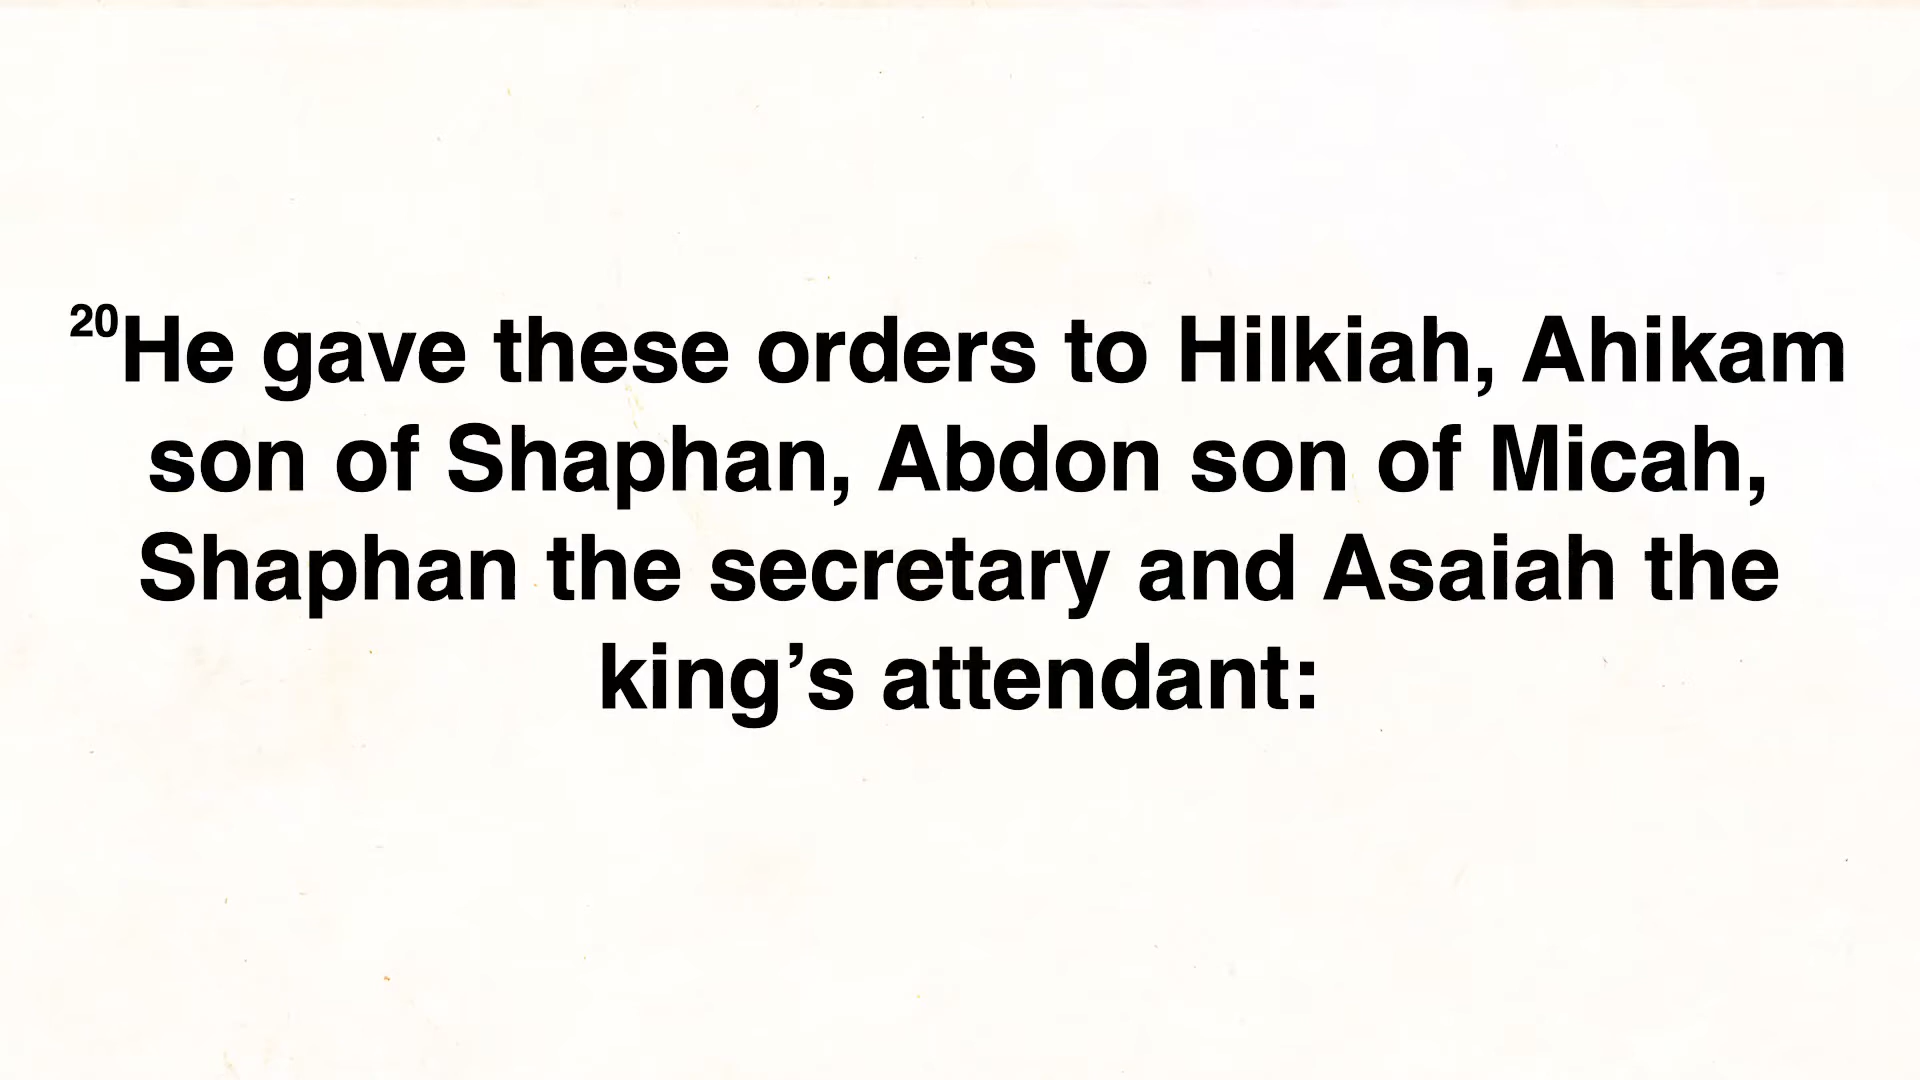 20He gave these orders to Hilkiah, Ahikam
son of Shaphan, Abdon son of Micah,
Shaphan the secretary and Asaiah the
king’s attendant: